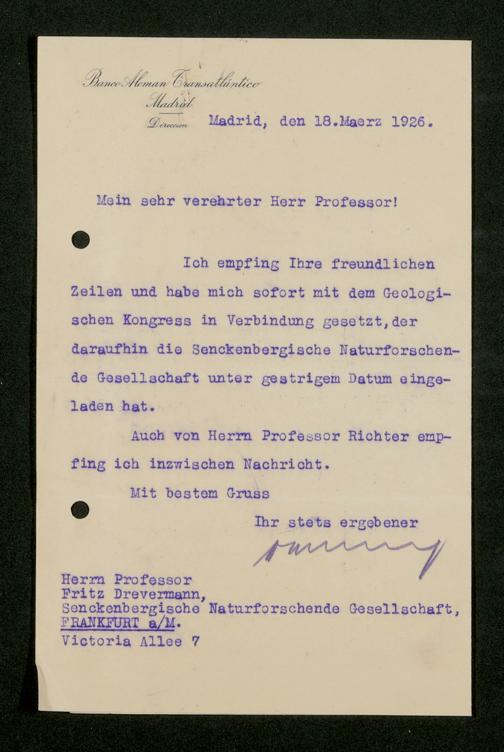 Banco Aleman Transatlántico
Madrid
Dirección
Madrid, den 18.Maerz 1926.
Mein sehr verehrter Herr Professor!
Ich empfing Ihre freundlichen
Zeilen und habe mich sofort mit dem Geologi-
schen Kongress in Verbindung gesetzt,der
daraufhin die Senckenbergische Naturforschen-
de Gesellschaft unter gestrigem Datum einge-
laden hat.
Auch von Herrn Professor Richter emp-
fing ich inzwischen Nachricht.
Mit bestem Gruss
Ihr stets ergebener
Herrn Professor
Fritz Drevermann,
Senckenbergische Naturforschende Gesellschaft,
FRANKFURT a/M.
Victoria Allee 7